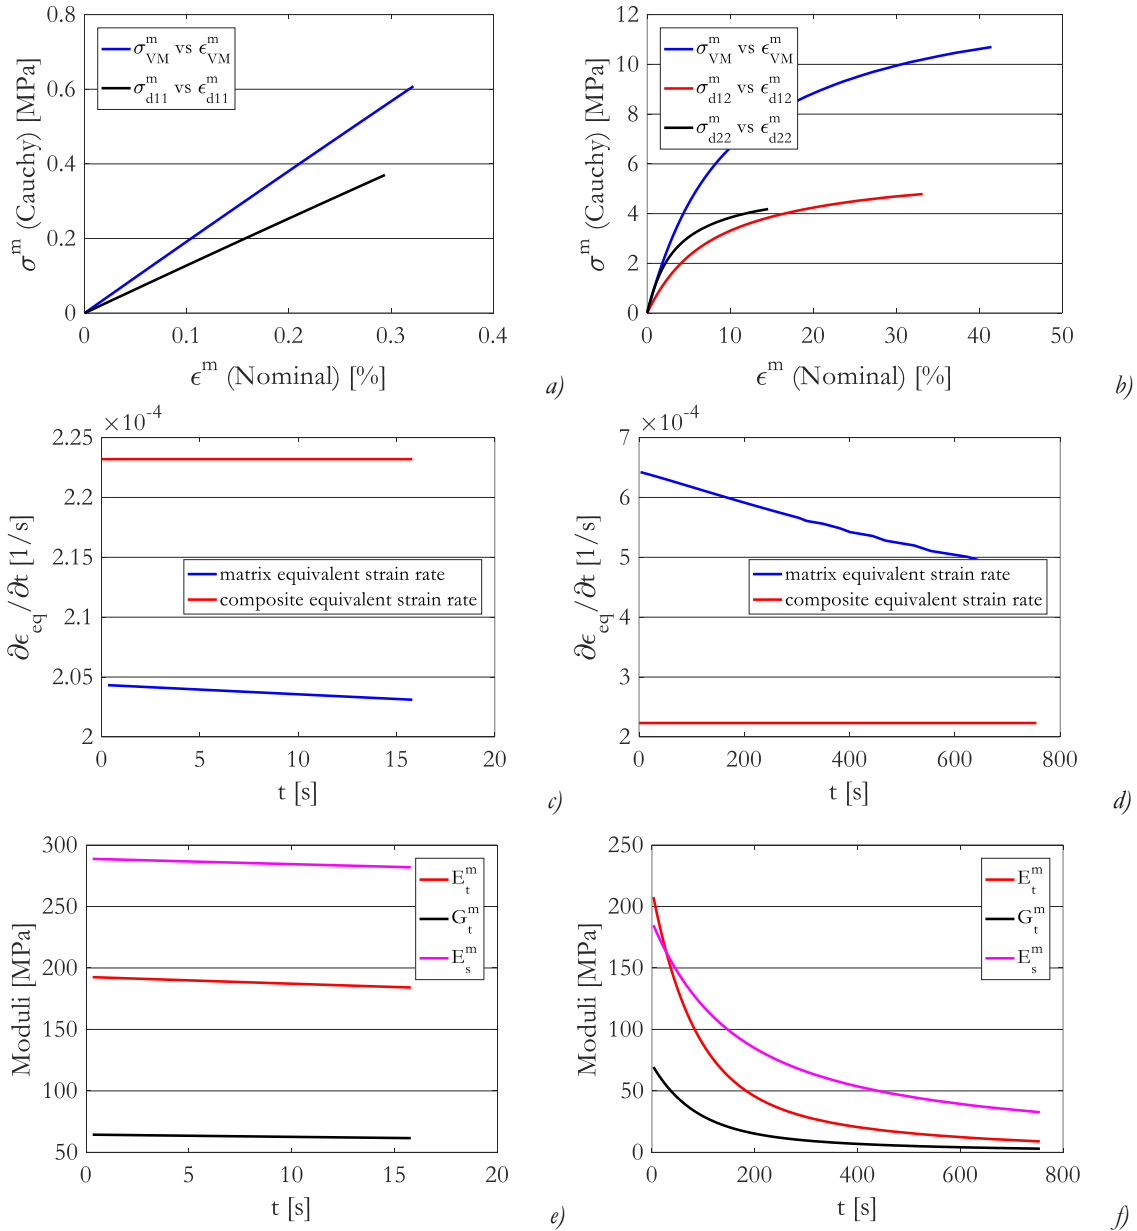 0.8
0.6
0.4
0.2
0
0 0.1 0.2 0.3 0.4
σ^m_VM vs ϵ^m_VM
σ^m_d11 vs ϵ^m_d11
σ^m (Cauchy) [MPa]
ϵ^m (Nominal) [%]
a)
12
10
8
6
4
2
0
0 10 20 30 40 50
σ^m_VM vs ϵ^m_VM
σ^m_d12 vs ϵ^m_d12
σ^m_d22 vs ϵ^m_d22
σ^m (Cauchy) [MPa]
ϵ^m (Nominal) [%]
b)
×10^-4
2.25
2.2
2.15
2.1
2.05
2
0 5 10 15 20
matrix equivalent strain rate
composite equivalent strain rate
∂ϵ_eq/∂t [1/s]
t [s]
c)
×10^-4
7
6
5
4
3
2
0 200 400 600 800
matrix equivalent strain rate
composite equivalent strain rate
∂ϵ_eq/∂t [1/s]
t [s]
d)
300
250
200
150
100
50
0 5 10 15 20
E^m_t
G^m_t
E^m_s
Moduli [MPa]
t [s]
e)
250
200
150
100
50
0
0 200 400 600 800
E^m_t
G^m_t
E^m_s
Moduli [MPa]
t [s]
f)